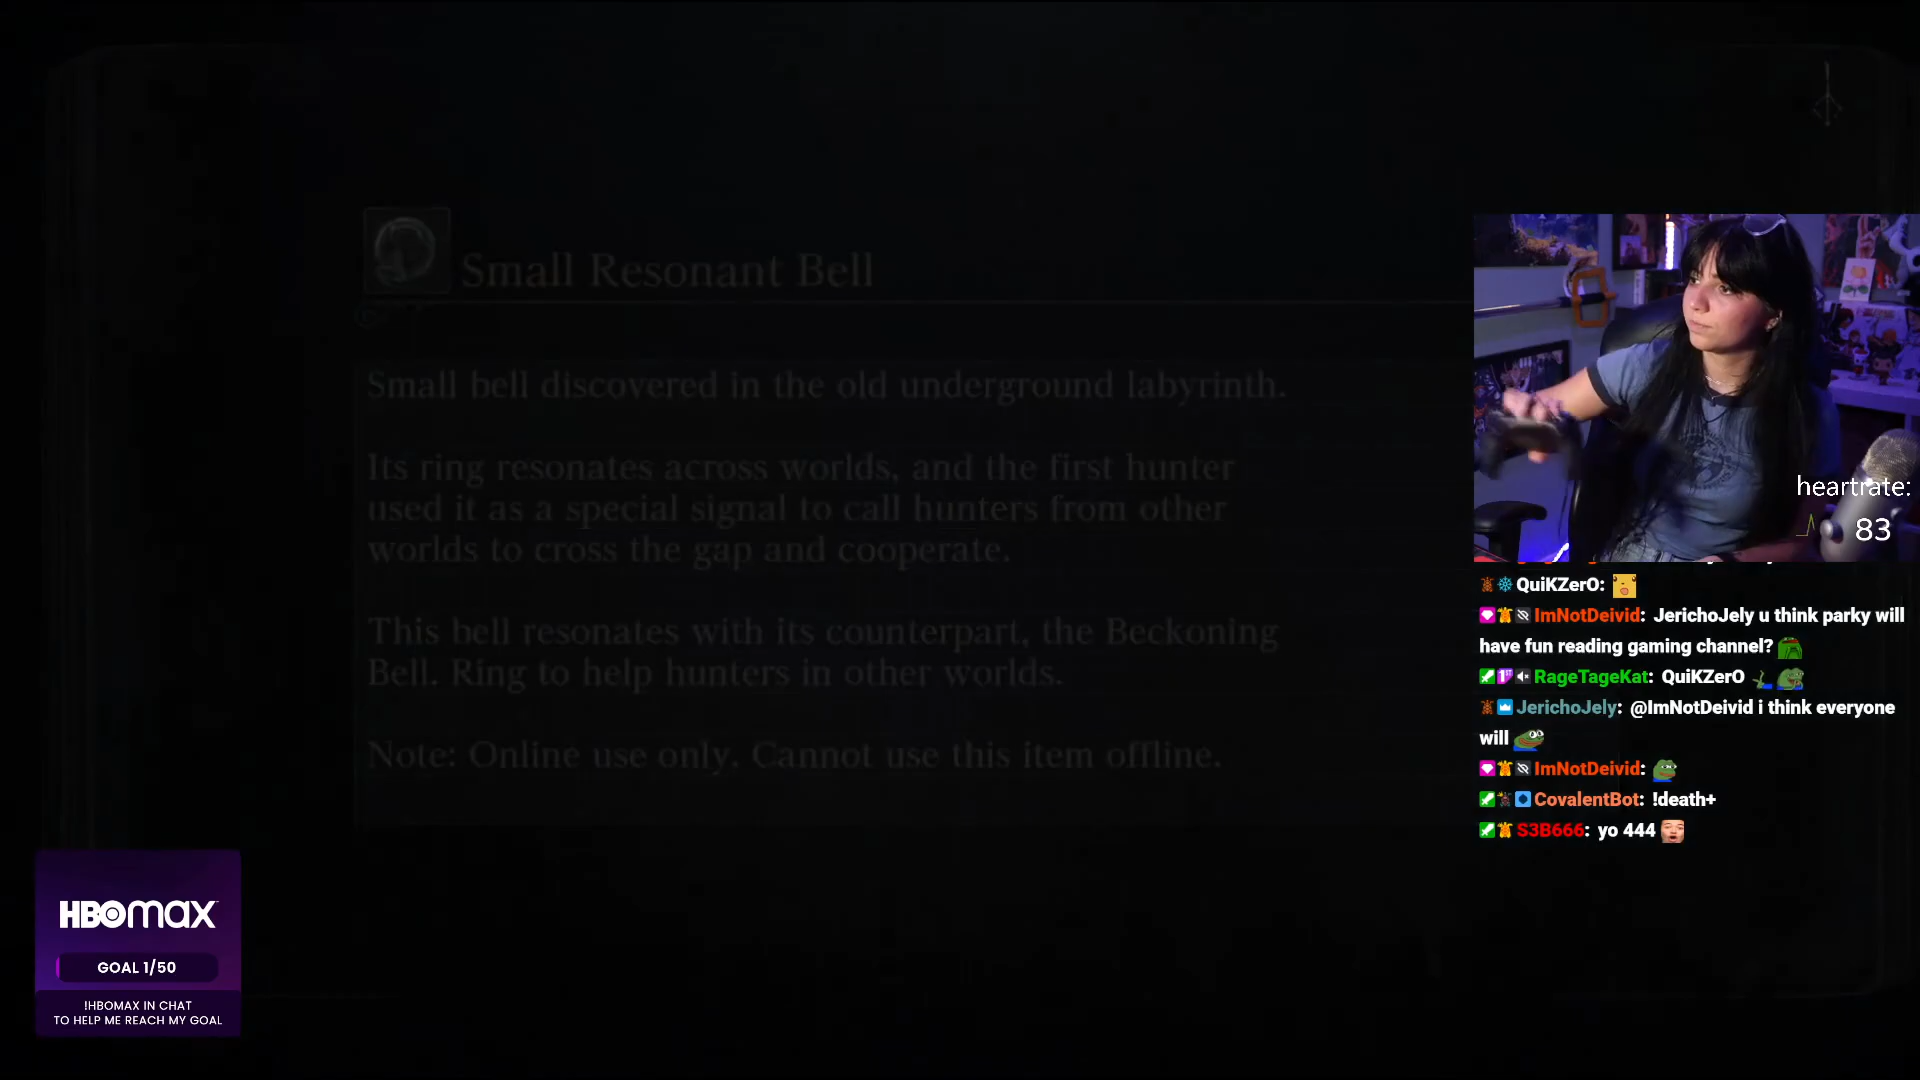 Small Resonant Bell
Small bell discovered in the old underground labyrinth.
Its ring resonates across worlds, and the first hunter
used it as a special signal to call hunters from other
worlds to cross the gap and cooperate.
This bell resonates with its counterpart, the Beckoning
Bell. Ring to help hunters in other worlds.
Note: Online use only. Cannot use this item offline.
heartrate:
83
QuiKZerO:
ImNotDeivid: JerichoJely u think parky will
have fun reading gaming channel?
RageTageKat: QuiKZerO
JerichoJely: @ImNotDeivid i think everyone
will
ImNotDeivid:
CovalentBot: !death+
S3B666: yo 444
HBOmax
GOAL 1/50
!HBOMAX IN CHAT
TO HELP ME REACH MY GOAL